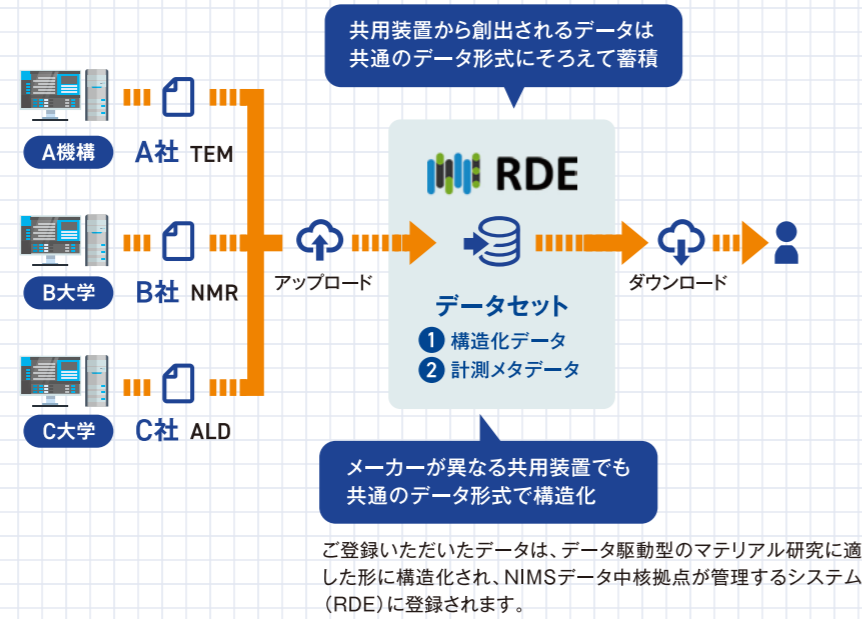 共用装置から創出されるデータは
共通のデータ形式にそろえて蓄積
A機構
A社 TEM
B大学
B社 NMR
C大学
C社 ALD
アップロード
RDE
データセット
1 構造化データ
2 計測メタデータ
ダウンロード
メーカーが異なる共用装置でも
共通のデータ形式で構造化
ご登録いただいたデータは、データ駆動型のマテリアル研究に適
した形に構造化され、NIMSデータ中核拠点が管理するシステム
（RDE）に登録されます。